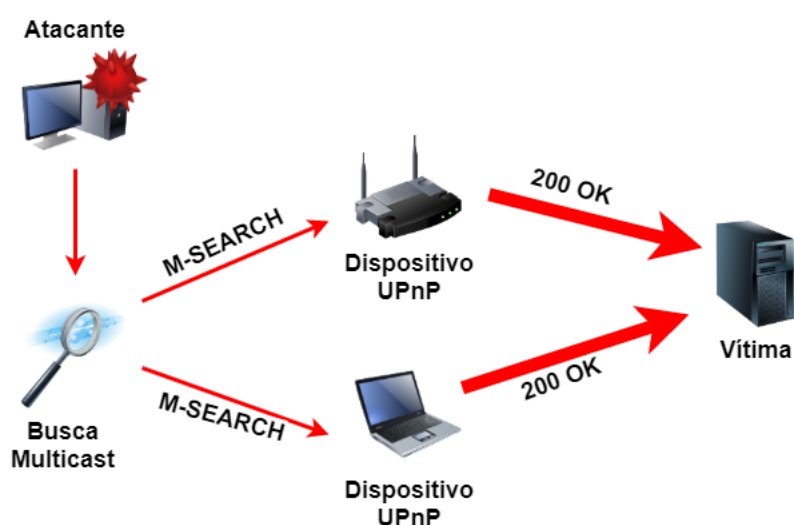 Atacante
M-SEARCH
200 OK
Dispositivo
UPnP
Vítima
M-SEARCH
200 OK
Busca
Multicast
Dispositivo
UPnP